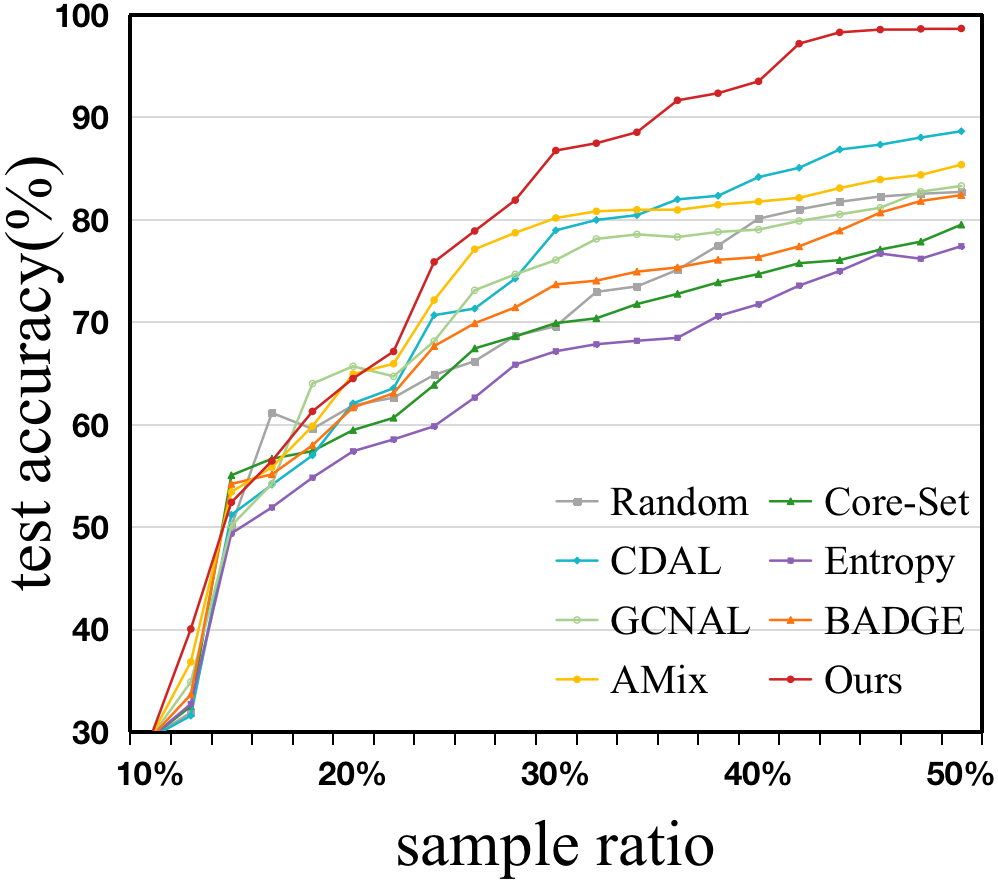 100
90
80
70
60
50
40
30
test accuracy(%)
Random
Core-Set
CDAL
Entropy
GCNAL
BADGE
AMix
Ours
10%
20%
30%
40%
50%
sample ratio